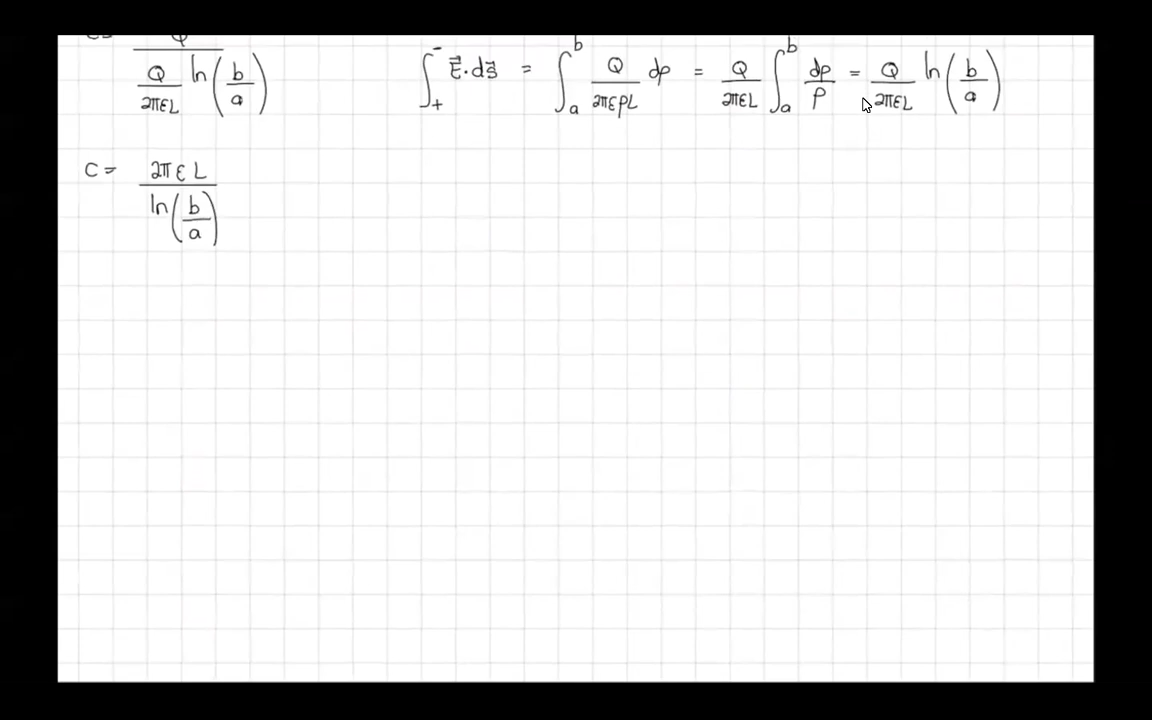 C = Q / (Q/2πεL ln(b/a))
∫₊⁻ E⃗·ds⃗ = ∫ₐᵇ Q/2περL dρ = Q/2πεL ∫ₐᵇ dρ/ρ = Q/2πεL ln(b/a)
C = 2πεL / ln(b/a)